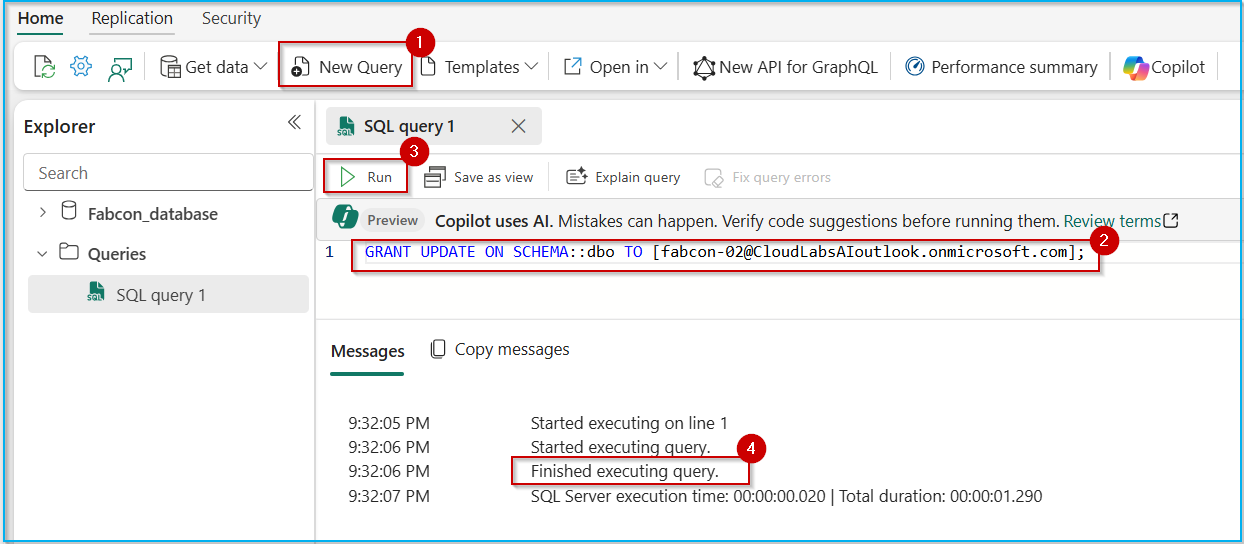 Home Replication Security
1
Get data New Query Templates Open in New API for GraphQL Performance summary Copilot
Explorer
Search
Fabcon_database
Queries
SQL query 1
SQL SQL query 1
3
Run Save as view Explain query Fix query errors
Preview Copilot uses AI. Mistakes can happen. Verify code suggestions before running them. Review terms
2
1 GRANT UPDATE ON SCHEMA::dbo TO [fabcon-02@CloudLabsAIoutlook.onmicrosoft.com];
Messages Copy messages
9:32:05 PM Started executing on line 1
9:32:06 PM Started executing query.
4
9:32:06 PM Finished executing query.
9:32:07 PM SQL Server execution time: 00:00:00.020 | Total duration: 00:00:01.290